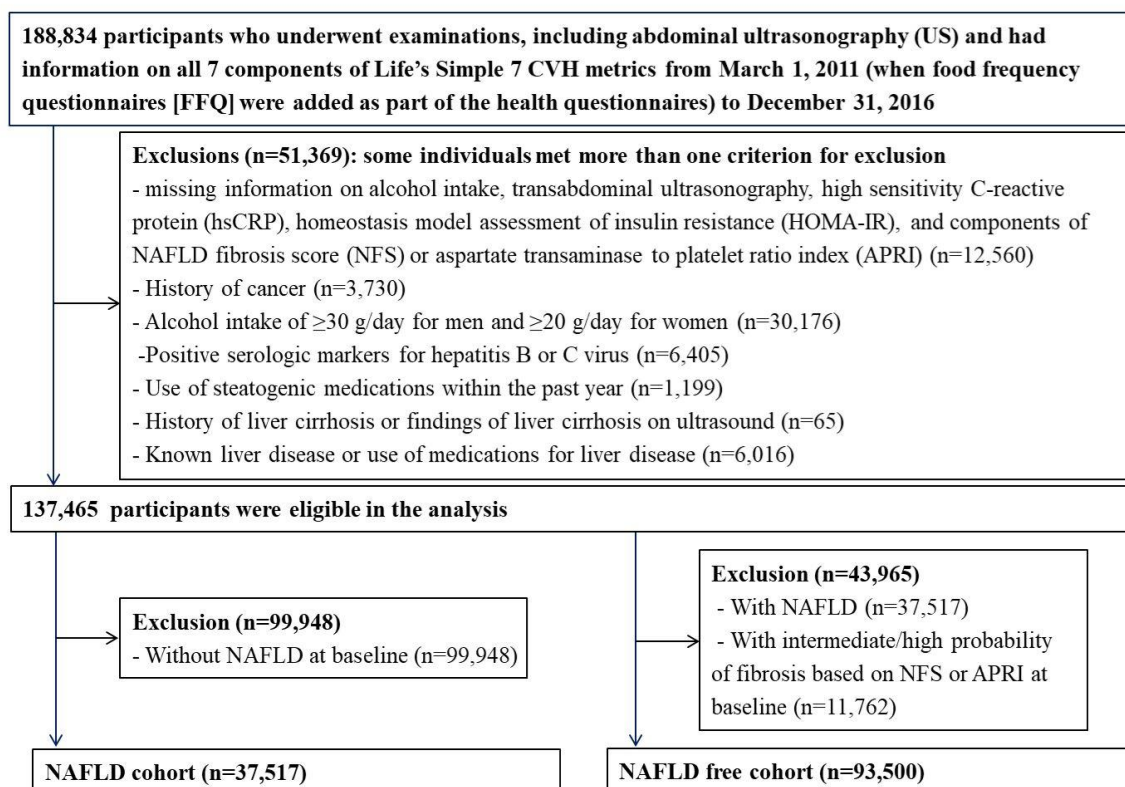 188,834 participants who underwent examinations, including abdominal ultrasonography (US) and had
information on all 7 components of Life's Simple 7 CVH metrics from March 1, 2011 (when food frequency
questionnaires [FFQ] were added as part of the health questionnaires) to December 31, 2016
Exclusions (n=51,369): some individuals met more than one criterion for exclusion
- missing information on alcohol intake, transabdominal ultrasonography, high sensitivity C-reactive
protein (hsCRP), homeostasis model assessment of insulin resistance (HOMA-IR), and components of
NAFLD fibrosis score (NFS) or aspartate transaminase to platelet ratio index (APRI) (n=12,560)
- History of cancer (n=3,730)
- Alcohol intake of ≥30 g/day for men and ≥20 g/day for women (n=30,176)
-Positive serologic markers for hepatitis B or C virus (n=6,405)
- Use of steatogenic medications within the past year (n=1,199)
- History of liver cirrhosis or findings of liver cirrhosis on ultrasound (n=65)
- Known liver disease or use of medications for liver disease (n=6,016)
137,465 participants were eligible in the analysis
Exclusion (n=99,948)
- Without NAFLD at baseline (n=99,948)
Exclusion (n=43,965)
- With NAFLD (n=37,517)
- With intermediate/high probability
of fibrosis based on NFS or APRI at
baseline (n=11,762)
NAFLD cohort (n=37,517)
NAFLD free cohort (n=93,500)